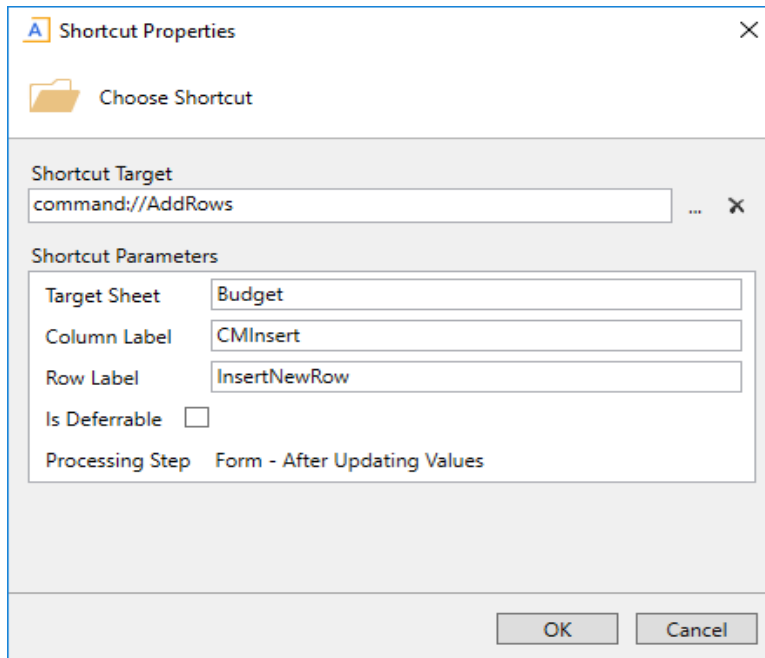 A Shortcut Properties
Choose Shortcut
Shortcut Target
command://AddRows
...
Shortcut Parameters
Target Sheet Budget
Column Label CMInsert
Row Label InsertNewRow
Is Deferrable
Processing Step Form - After Updating Values
OK Cancel